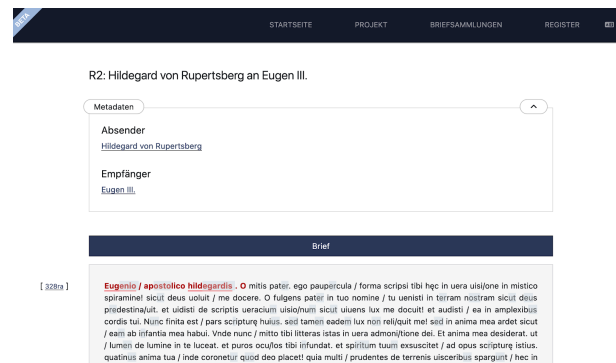 BETA
STARTSEITE PROJEKT BRIEFSAMMLUNGEN REGISTER
R2: Hildegard von Rupertsberg an Eugen III.
Metadaten
Absender
Hildegard von Rupertsberg
Empfänger
Eugen III.
Brief
[ 328ra ]
Eugenio / apostolico hildegardis . O mitis pater. ego paupercula / forma scripsi tibi hęc in uera uisi/one in mistico
spiramine! sicut deus uoluit / me docere. O fulgens pater in tuo nomine / tu uenisti in terram nostram sicut deus
predestina/uit. et uidisti de scriptis ueracium uisio/num sicut uiuens lux me docuit! et audisti / ea in amplexibus
cordis tui. Nunc finita est / pars scripturę huius. sed tamen eadem lux non reli/quit me! sed in anima mea ardet sicut
/ eam ab infantia mea habui. Vnde nunc / mitto tibi litteras istas in uera admoni/tione dei. Et anima mea desiderat. ut
/ lumen de lumine in te luceat. et puros ocu/los tibi infundat. et spiritum tuum exsuscitet / ad opus scripturę istius.
quatinus anima tua / inde coronetur quod deo placet! quia multi / prudentes de terrenis uisceribus spargunt / hec in